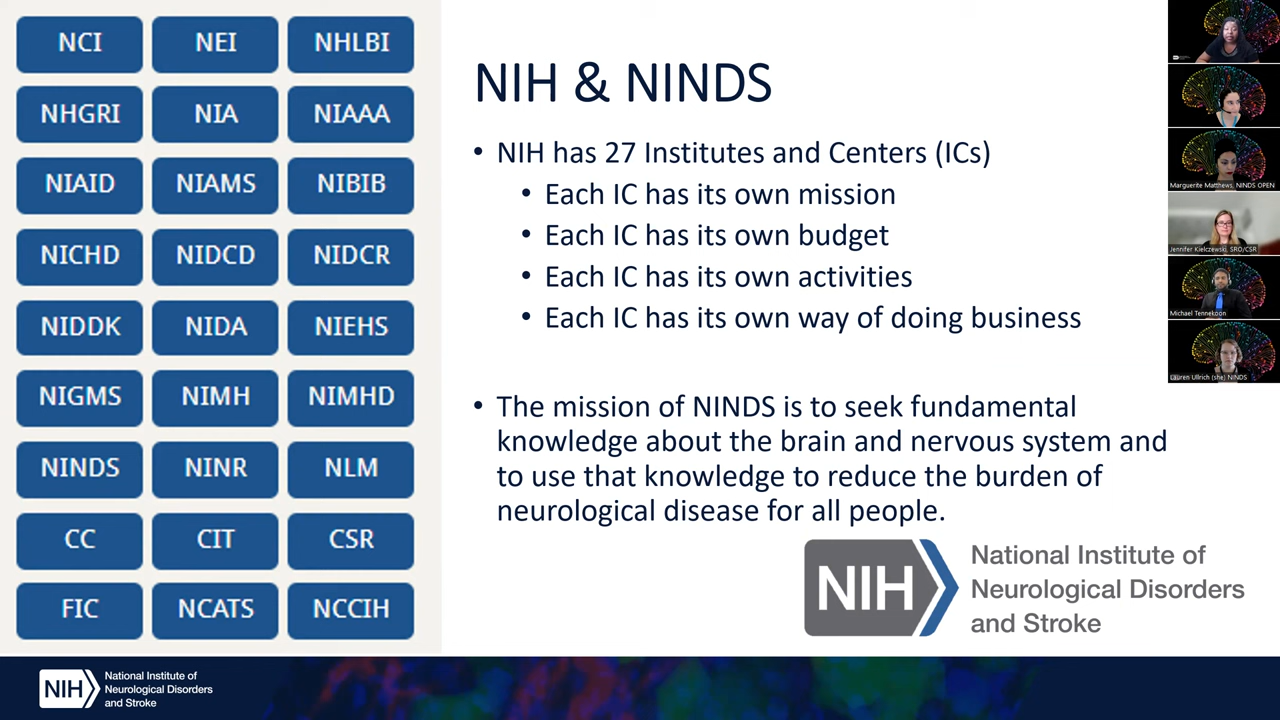 NCI NEI NHLBI
NHGRI NIA NIAAA
NIAID NIAMS NIBIB
NICHD NIDCD NIDCR
NIDDK NIDA NIEHS
NIGMS NIMH NIMHD
NINDS NINR NLM
CC CIT CSR
FIC NCATS NCCIH
NIH & NINDS
• NIH has 27 Institutes and Centers (ICs)
• Each IC has its own mission
• Each IC has its own budget
• Each IC has its own activities
• Each IC has its own way of doing business
• The mission of NINDS is to seek fundamental
knowledge about the brain and nervous system and
to use that knowledge to reduce the burden of
neurological disease for all people.
NIH
National Institute of
Neurological Disorders
and Stroke
Marguerite Matthews, NINDS OPEN
Jennifer Kielczewski, SRO/CSR
Michael Tennekoon
Lauren Ullrich (she) NINDS
NIH
National Institute of
Neurological Disorders
and Stroke